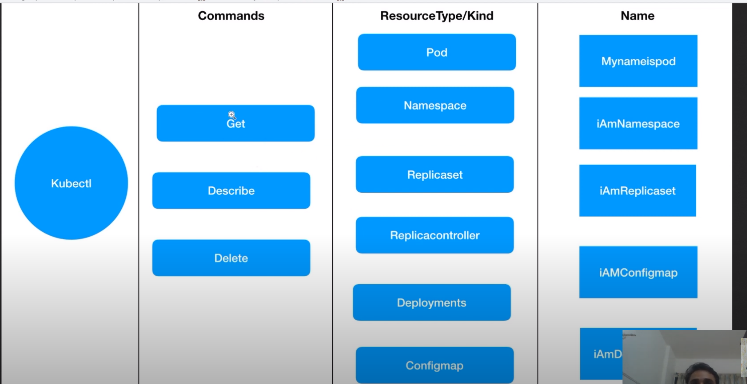 Commands
ResourceType/Kind
Name
Kubectl
Get
Describe
Delete
Pod
Namespace
Replicaset
Replicacontroller
Deployments
Configmap
Mynameispod
iAmNamespace
iAmReplicaset
iAMConfigmap